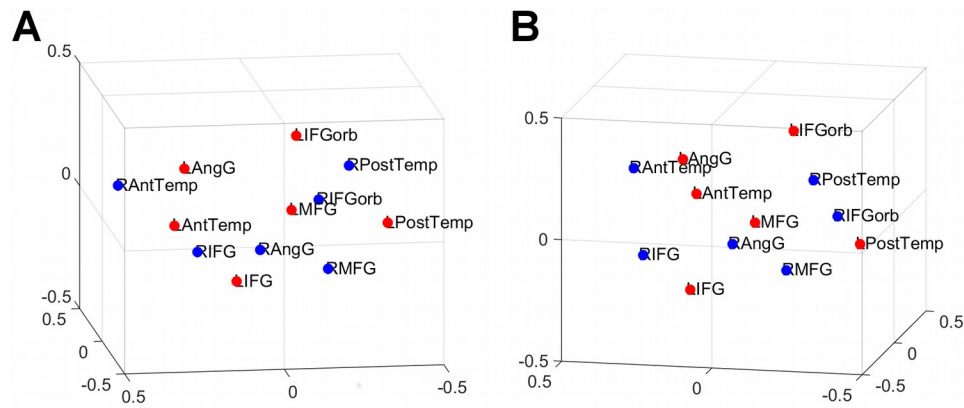 A
0.5
LIFGorb
LAngG
RPostTemp
0
RAntTemp
RIFGorb
LMFG
LAntTemp
LPostTemp
RIFG
RAngG
RMFG
LIFG
-0.5
0.5
0
-0.5
0.5
0
-0.5
B
0.5
LIFGorb
LAngG
RAntTemp
RPostTemp
LAntTemp
RIFGorb
LMFG
0
RAngG
LPostTemp
RIFG
RMFG
LIFG
0.5
-0.5
0
0.5
0
-0.5
-0.5